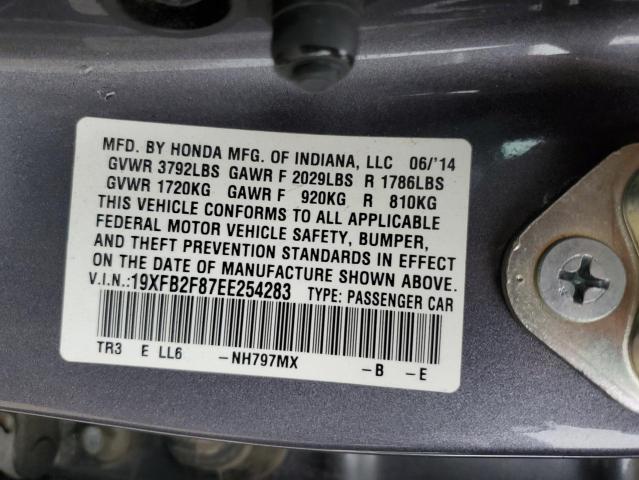 MFD. BY HONDA MFG. OF INDIANA, LLC 06/'14
GVWR 3792LBS GAWR F 2029LBS R 1786LBS
GVWR 1720KG GAWR F 920KG R 810KG
THIS VEHICLE CONFORMS TO ALL APPLICABLE
FEDERAL MOTOR VEHICLE SAFETY, BUMPER,
AND THEFT PREVENTION STANDARDS IN EFFECT
ON THE DATE OF MANUFACTURE SHOWN ABOVE.
V.I.N.:19XFB2F87EE254283 TYPE: PASSENGER CAR
TR3 E LL6 -NH797MX -B -E